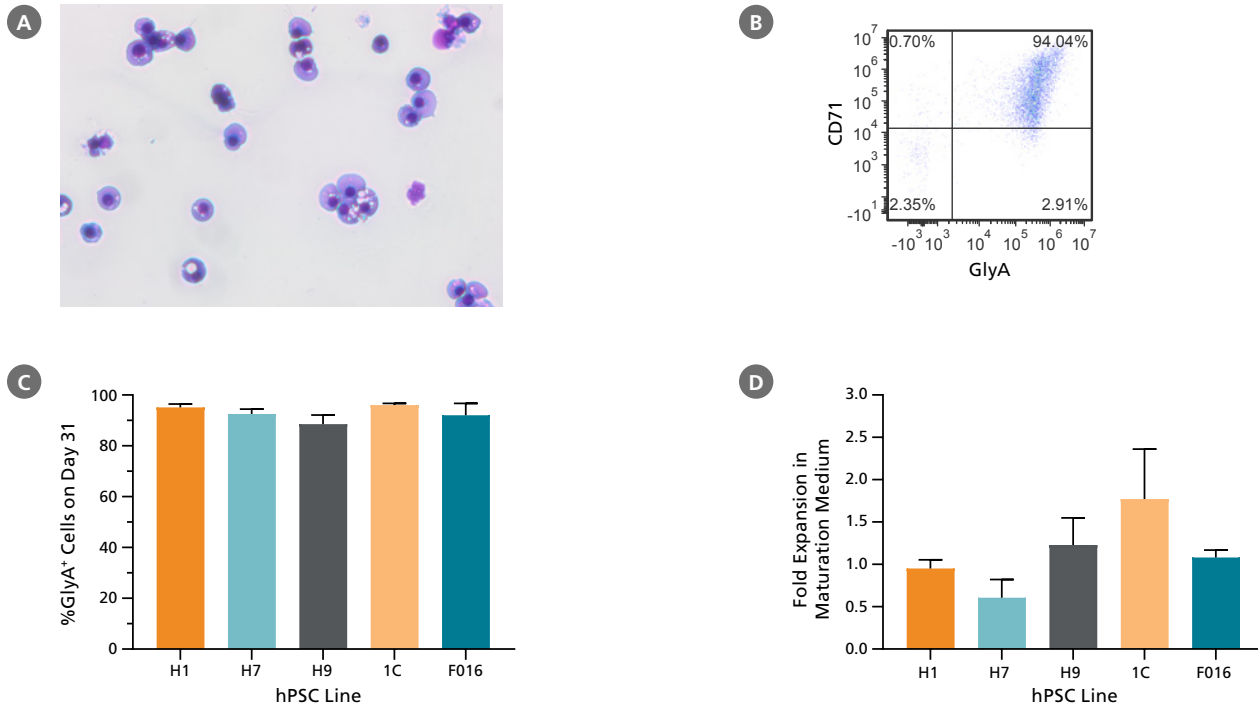 A
B
10⁷
10⁶
10⁵
10⁴
10³
-10¹
CD71
0.70%
94.04%
2.35%
2.91%
-10³
10³
10⁴
10⁵
10⁶
10⁷
GlyA
C
100
80
60
40
20
0
%GlyA⁺ Cells on Day 31
H1
H7
H9
1C
F016
hPSC Line
D
3.0
2.5
2.0
1.5
1.0
0.5
0.0
Fold Expansion in
Maturation Medium
H1
H7
H9
1C
F016
hPSC Line